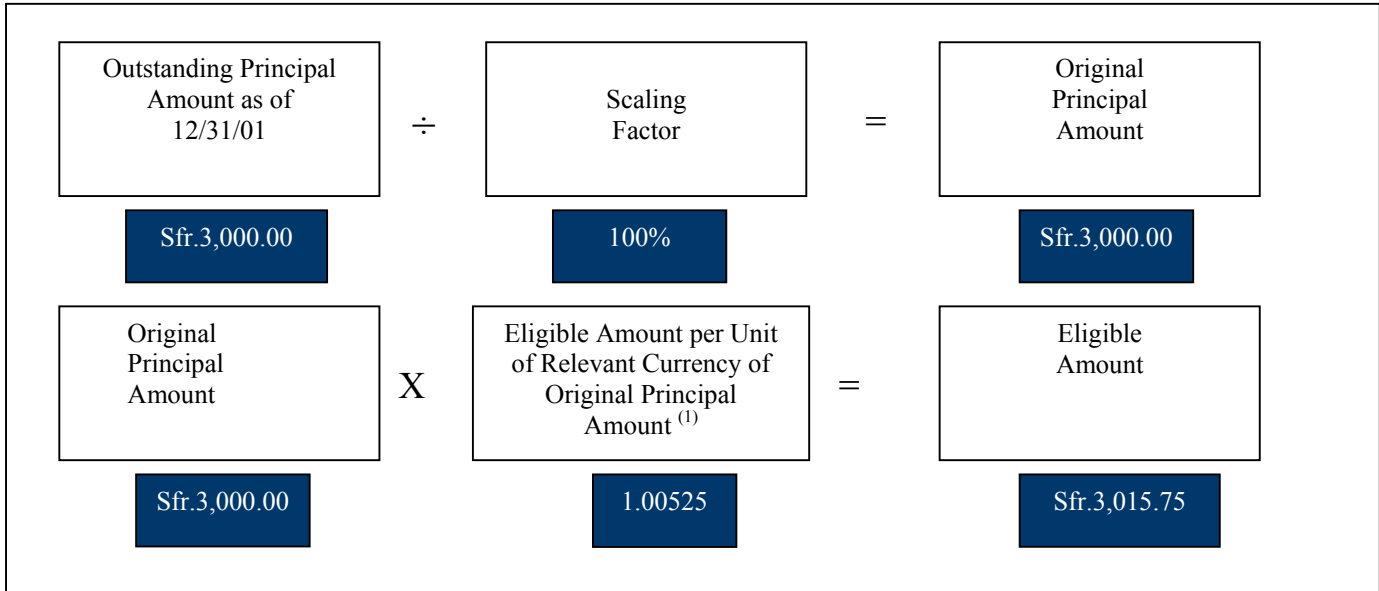 Outstanding Principal
Amount as of
12/31/01
÷
Scaling
Factor
=
Original
Principal
Amount
Sfr.3,000.00
100%
Sfr.3,000.00
Original
Principal
Amount
X
Eligible Amount per Unit
of Relevant Currency of
Original Principal
Amount (1)
=
Eligible
Amount
Sfr.3,000.00
1.00525
Sfr.3,015.75